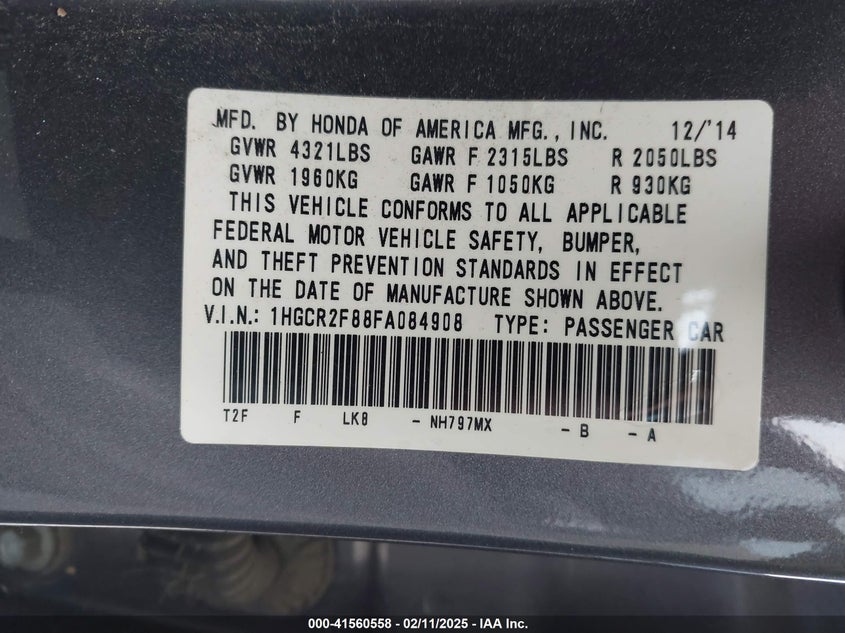 MFD. BY HONDA OF AMERICA MFG., INC. 12/'14
GVWR 4321LBS GAWR F 2315LBS R 2050LBS
GVWR 1960KG GAWR F 1050KG R 930KG
THIS VEHICLE CONFORMS TO ALL APPLICABLE
FEDERAL MOTOR VEHICLE SAFETY, BUMPER,
AND THEFT PREVENTION STANDARDS IN EFFECT
ON THE DATE OF MANUFACTURE SHOWN ABOVE.
V.I.N.: 1HGCR2F88FA084908 TYPE: PASSENGER CAR
T2F F LK8 - NH797MX - B - A
000-41560558 - 02/11/2025 - IAA Inc.